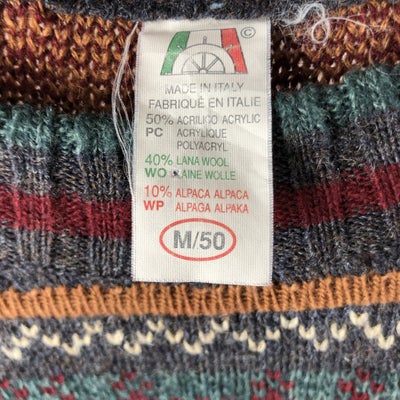 ©
MADE IN ITALY
FABRIQUÉ EN ITALIE
50% ACRILICO ACRYLIC
PC ACRYLIQUE
POLYACRYL
40% LANA WOOL
WO LAINE WOLLE
10% ALPACA ALPACA
WP ALPAGA ALPAKA
M/50